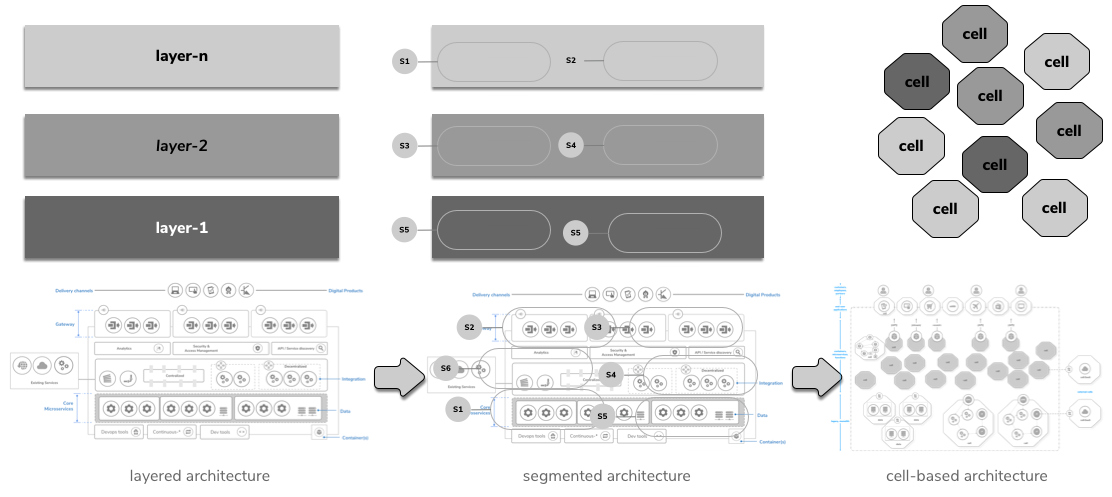 layer-n
layer-2
layer-1
S1
S2
S3
S4
S5
S5
cell
cell
cell
cell
cell
cell
cell
cell
cell
Delivery channels
Digital Products
Gateway
Analytics
Security &
Access Management
API / Service discovery
Existing Services
Centralized
Decentralized
Integration
Core
Microservices
Data
Devops tools
Continuous-*
Dev tools
Container(s)
Delivery channels
Digital Products
S2
S3
Analytics
Security &
Access Management
API / Service discovery
S6
S4
Existing Services
Decentralized
Integration
S1
S5
Data
Devops tools
Continuous-*
Dev tools
Container(s)
layered architecture
segmented architecture
cell-based architecture